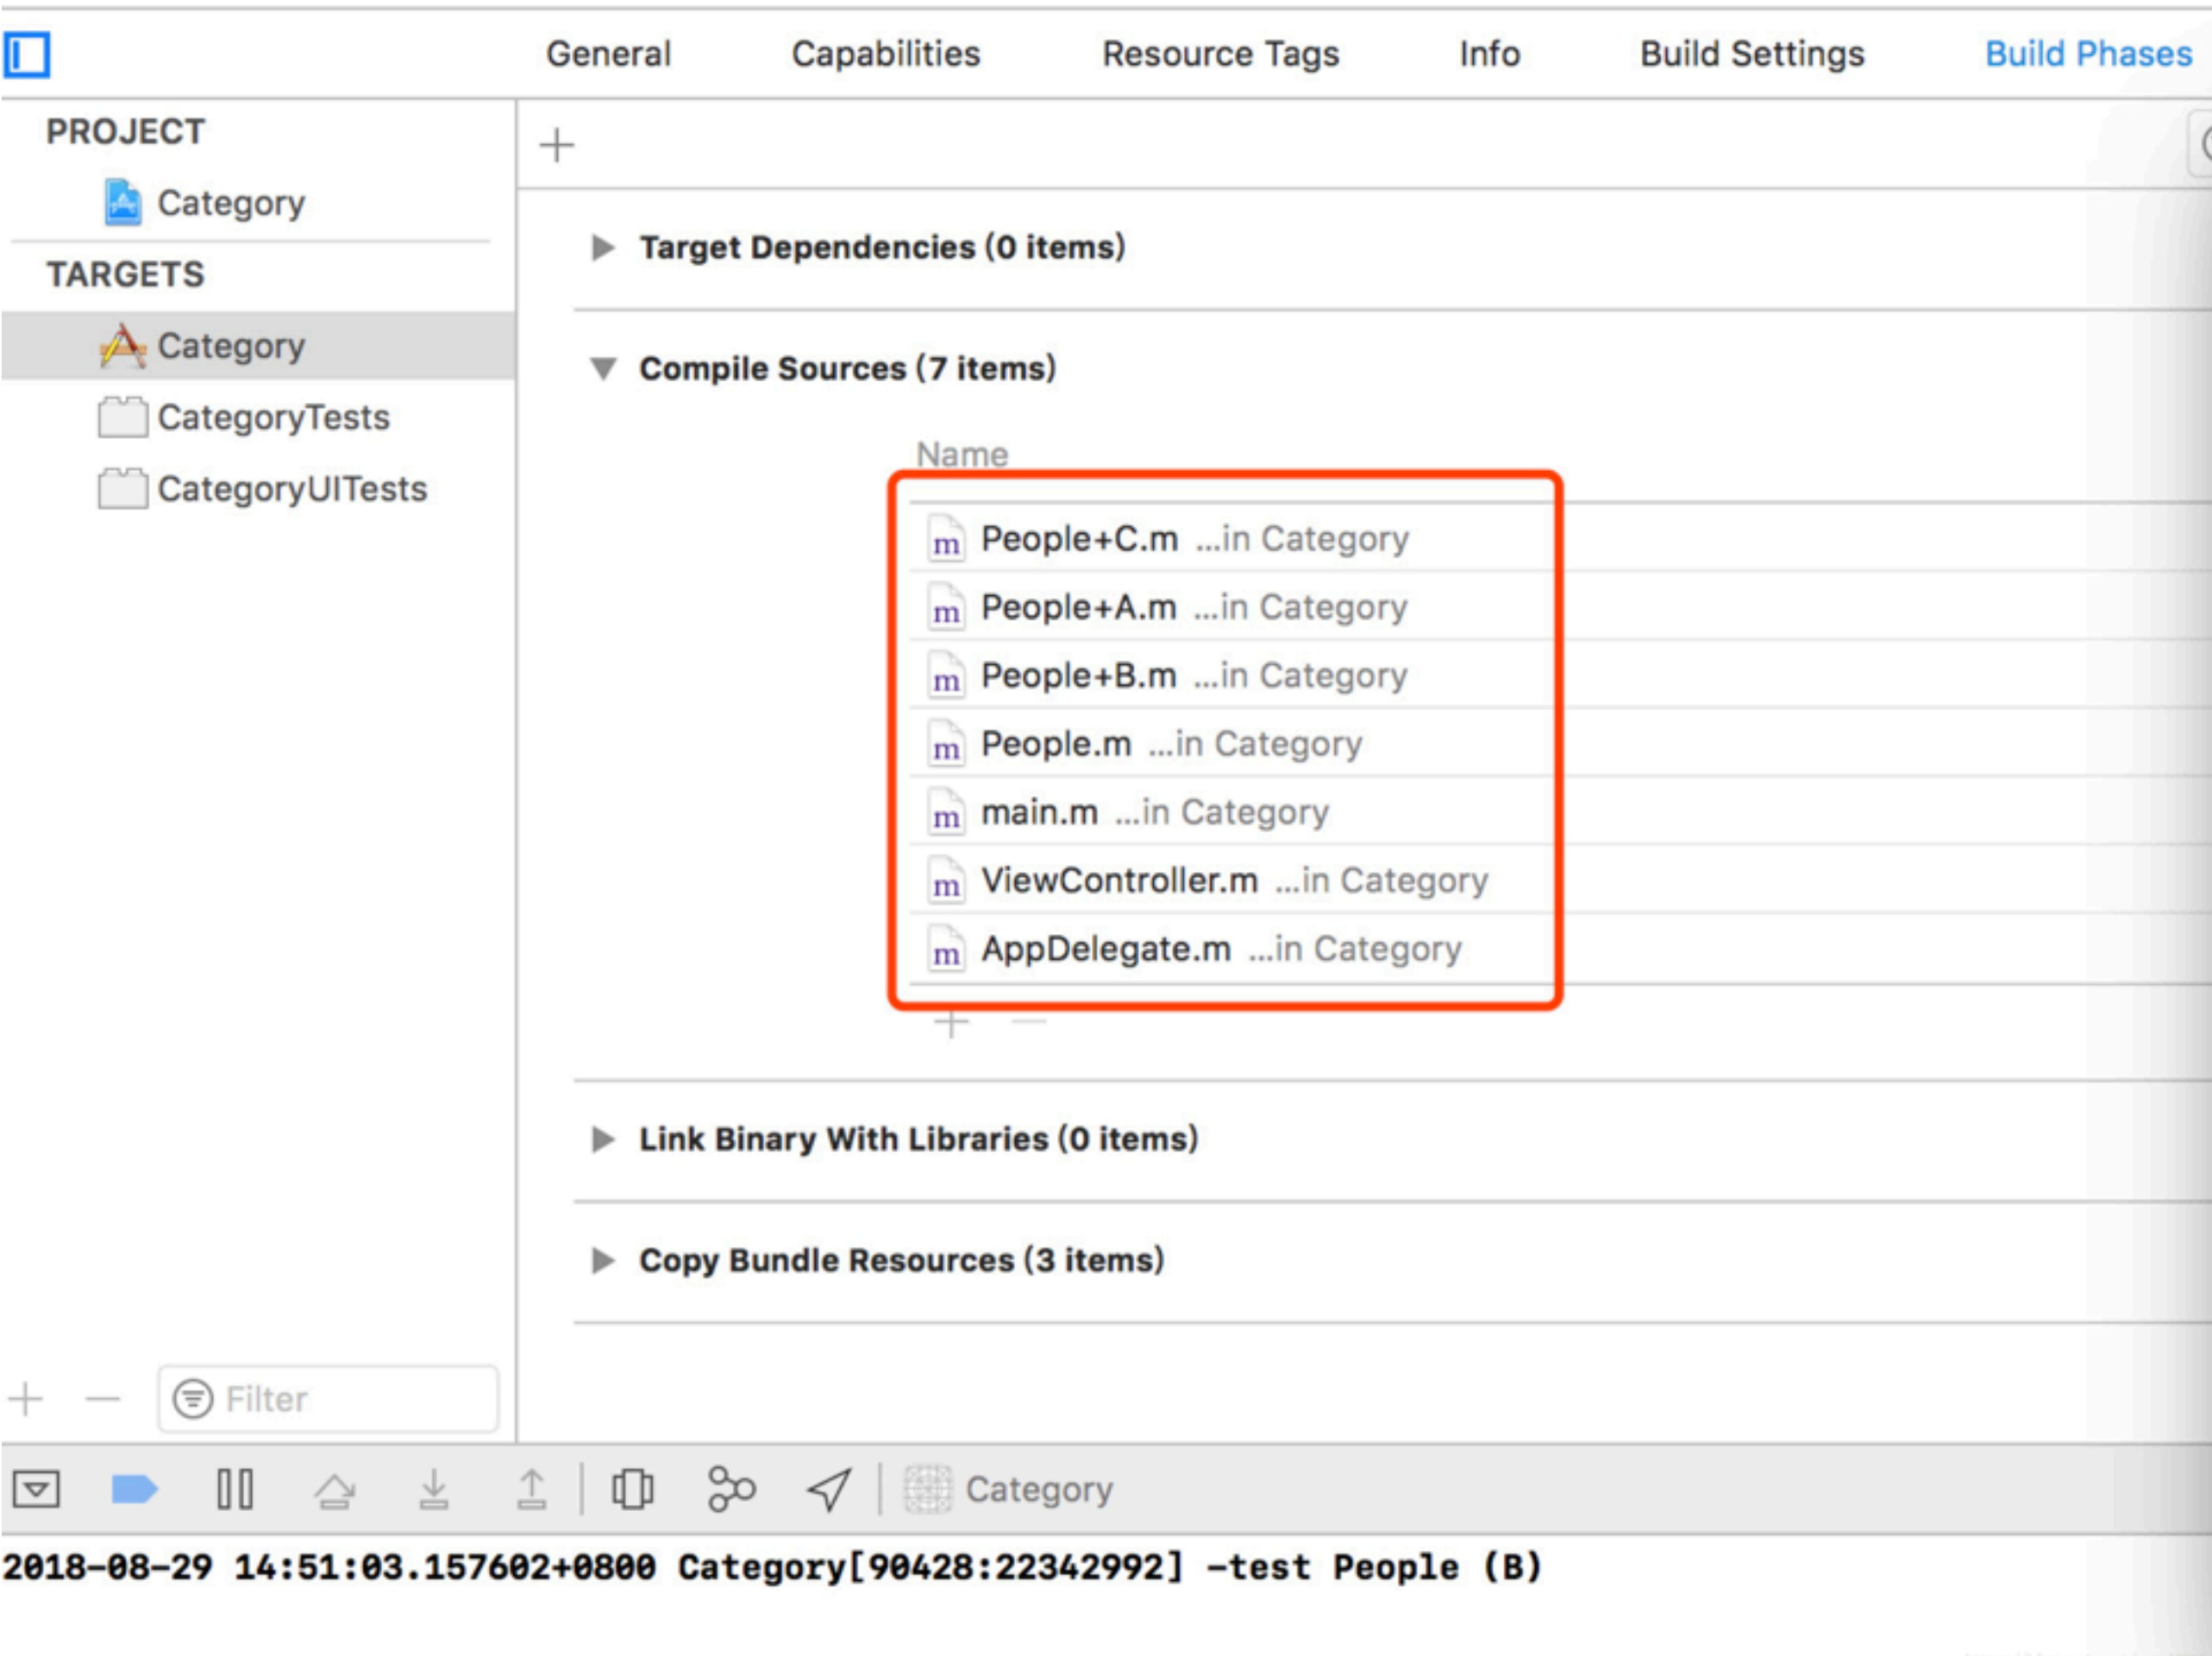 General Capabilities Resource Tags Info Build Settings Build Phases
PROJECT
Category
TARGETS
Category
CategoryTests
CategoryUITests
Target Dependencies (0 items)
Compile Sources (7 items)
Name
m People+C.m ...in Category
m People+A.m ...in Category
m People+B.m ...in Category
m People.m ...in Category
m main.m ...in Category
m ViewController.m ...in Category
m AppDelegate.m ...in Category
Link Binary With Libraries (0 items)
Copy Bundle Resources (3 items)
Filter
Category
2018-08-29 14:51:03.157602+0800 Category[90428:22342992] -test People (B)